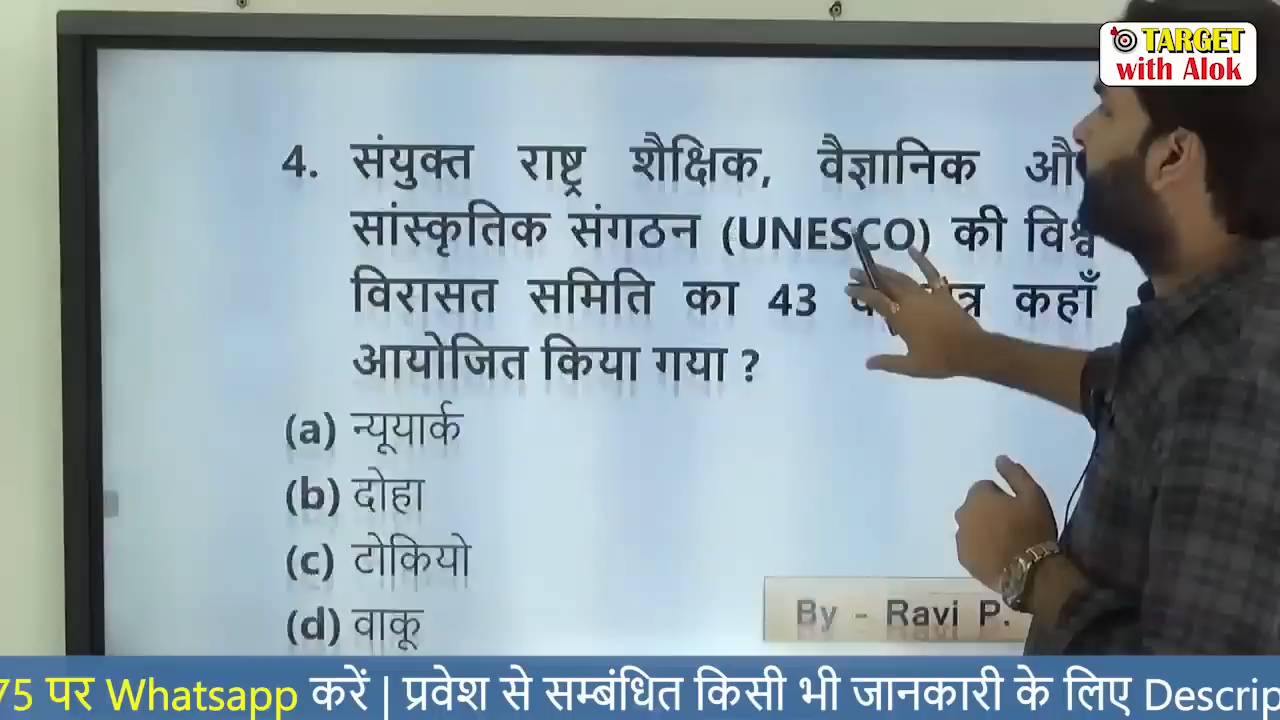 TARGET
with Alok
4. संयुक्त राष्ट्र शैक्षिक, वैज्ञानिक
सांस्कृतिक संगठन (UNESCO) की विश्व
विरासत समिति का 43 कहाँ
आयोजित किया गया ?
(a) न्यूयार्क
(b) दोहा
(c) टोकियो
(d) वाकू
By - Ravi P.
75 पर Whatsapp करें | प्रवेश से सम्बंधित किसी भी जानकारी के लिए Descrip